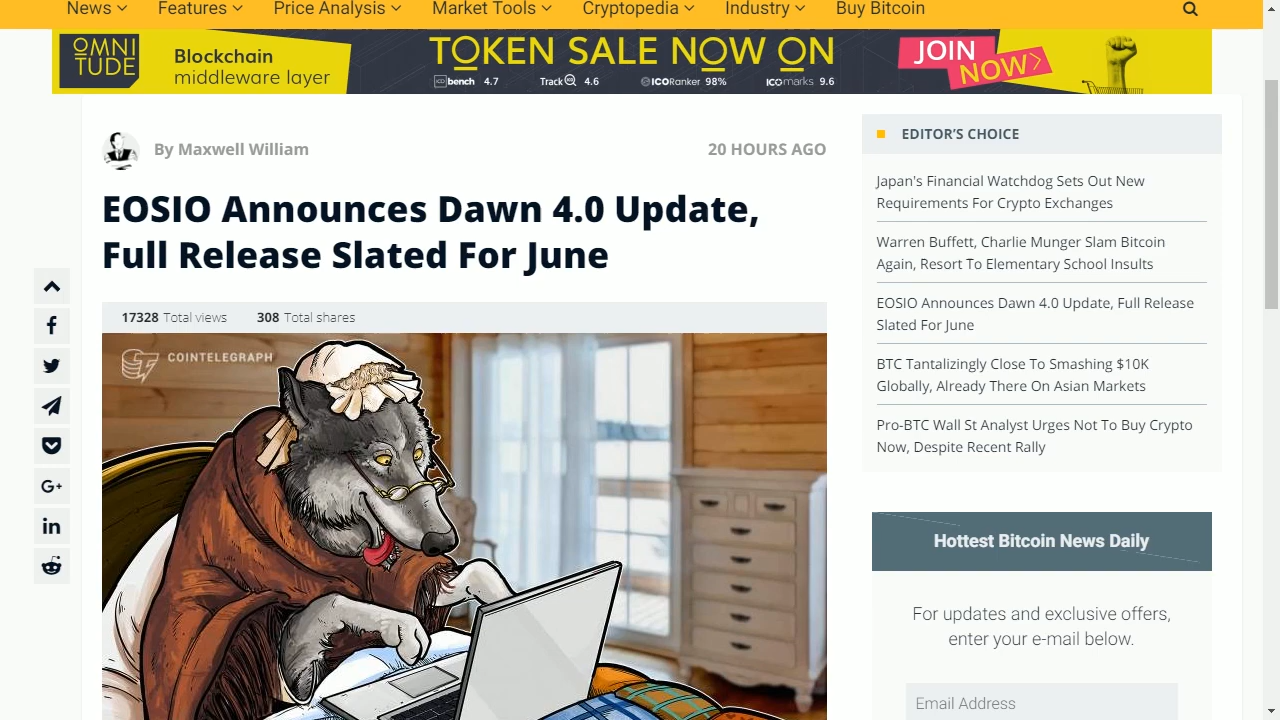 News
Features
Price Analysis
Market Tools
Cryptopedia
Industry
Buy Bitcoin
OMNI
TUDE
Blockchain
middleware layer
TOKEN SALE NOW ON
ICO bench 4.7
Track ICO 4.6
ICORanker 98%
ICOmarks 9.6
JOIN
NOW
By Maxwell William
20 HOURS AGO
EOSIO Announces Dawn 4.0 Update,
Full Release Slated For June
17328 Total views
308 Total shares
COINTELEGRAPH
G+
in
EDITOR'S CHOICE
Japan's Financial Watchdog Sets Out New
Requirements For Crypto Exchanges
Warren Buffett, Charlie Munger Slam Bitcoin
Again, Resort To Elementary School Insults
EOSIO Announces Dawn 4.0 Update, Full Release
Slated For June
BTC Tantalizingly Close To Smashing $10K
Globally, Already There On Asian Markets
Pro-BTC Wall St Analyst Urges Not To Buy Crypto
Now, Despite Recent Rally
Hottest Bitcoin News Daily
For updates and exclusive offers,
enter your e-mail below.
Email Address